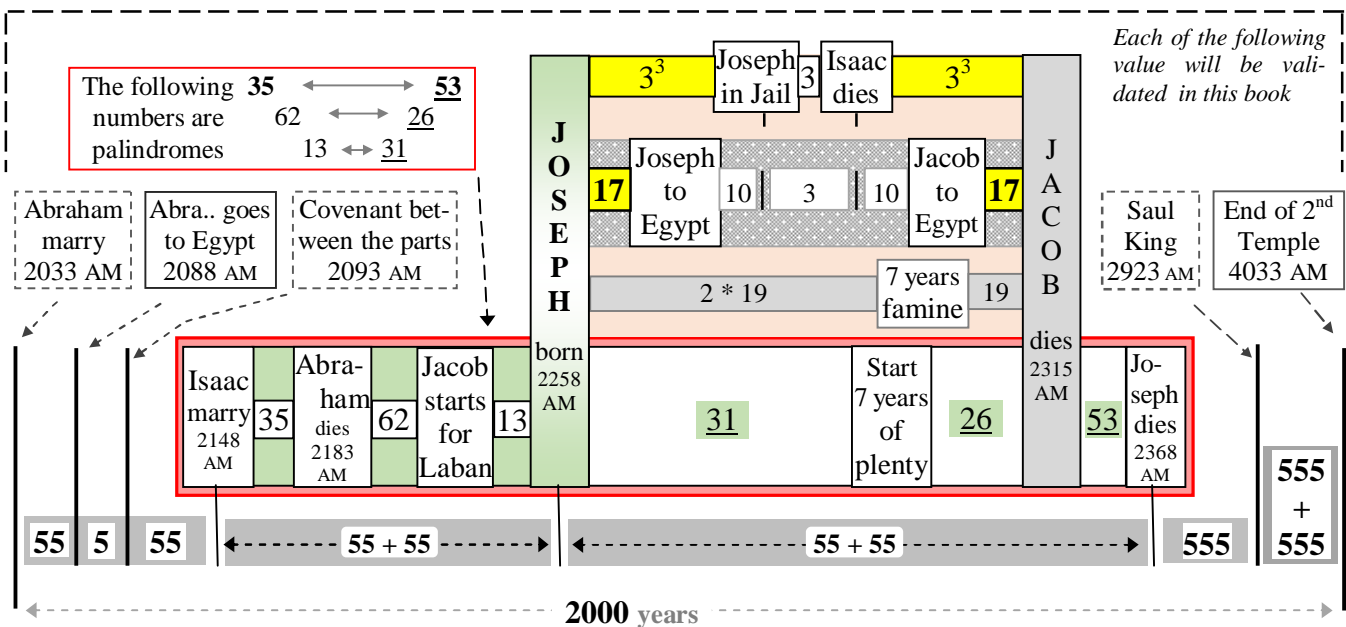 Each of the following
value will be vali-
dated in this book
The following 35 53
numbers are 62 26
palindromes 13 31
3³ Joseph in Jail 3 Isaac dies 3³
JOSEPH
born
2258
AM
JACOB
dies
2315
AM
17 Joseph to Egypt 10 3 10 Jacob to Egypt 17
2 * 19 7 years famine 19
Abraham
marry
2033 AM
Abra.. goes
to Egypt
2088 AM
Covenant bet-
ween the parts
2093 AM
Saul
King
2923 AM
End of 2nd
Temple
4033 AM
Isaac
marry
2148
AM
35
Abra-
ham
dies
2183
AM
62
Jacob
starts
for
Laban
13
31
Start
7 years
of
plenty
26
53
Jo-
seph
dies
2368
AM
55 5 55 55 + 55 55 + 55 555
555
+
555
2000 years